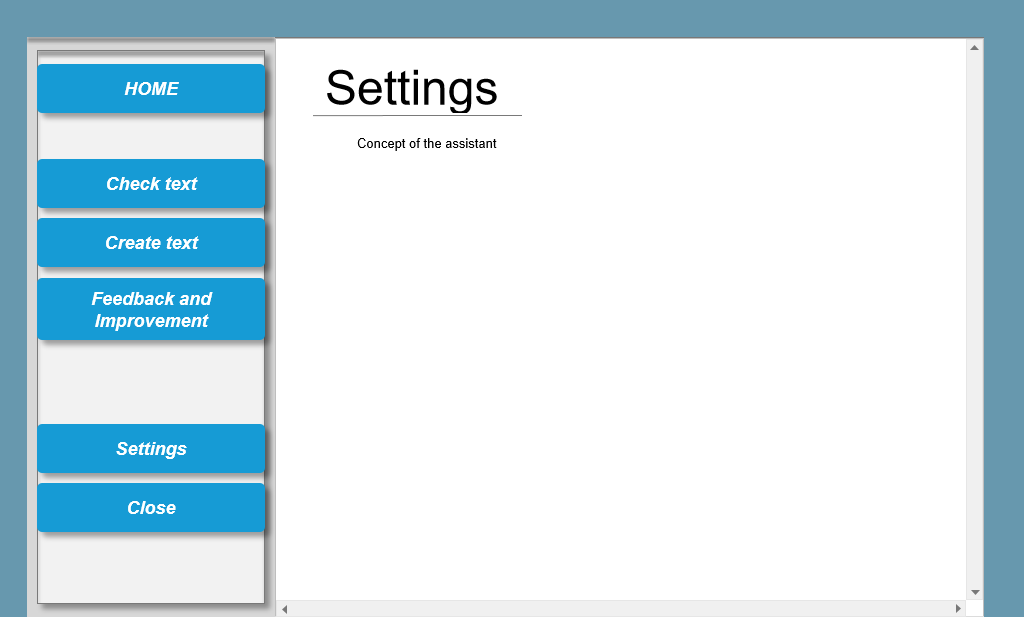 HOME
Check text
Create text
Feedback and
Improvement
Settings
Close
Settings
Concept of the assistant